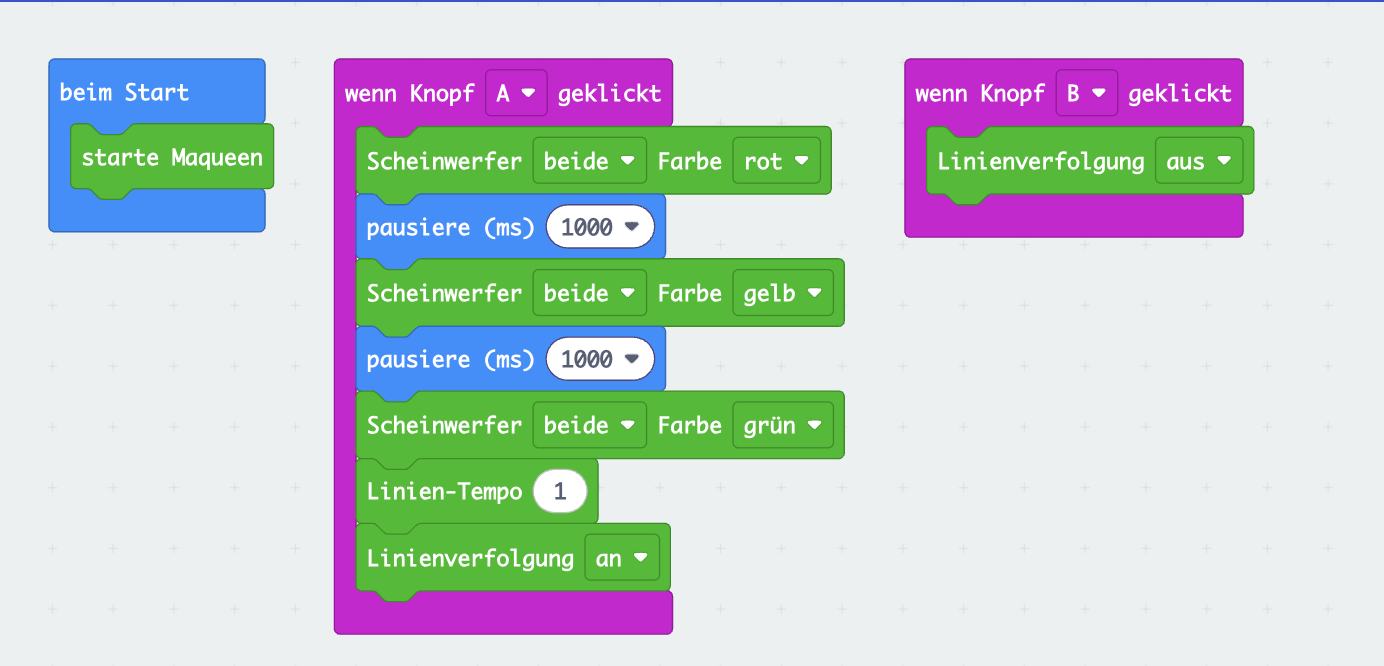 beim Start
starte Maqueen
wenn Knopf A geklickt
Scheinwerfer beide Farbe rot
pausiere (ms) 1000
Scheinwerfer beide Farbe gelb
pausiere (ms) 1000
Scheinwerfer beide Farbe grün
Linien-Tempo 1
Linienverfolgung an
wenn Knopf B geklickt
Linienverfolgung aus